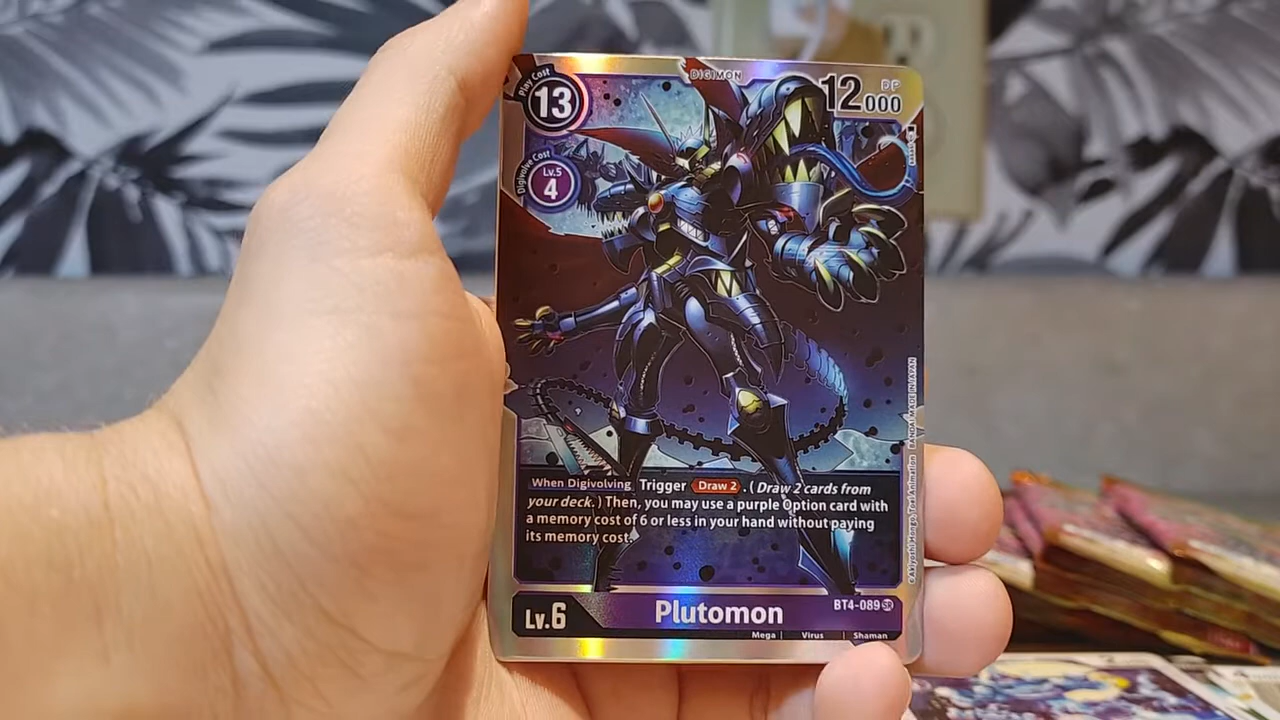 DIGIMON
Play Cost
13
12000
DP
Digivolve Cost
Lv.5
4
When Digivolving Trigger Draw 2. (Draw 2 cards from
your deck.) Then, you may use a purple Option card with
a memory cost of 6 or less in your hand without paying
its memory cost.
©Akiyoshi Hongo, Toei Animation BANDAI MADE IN JAPAN
Lv.6
Plutomon
BT4-089 SR
Mega | Virus | Shaman